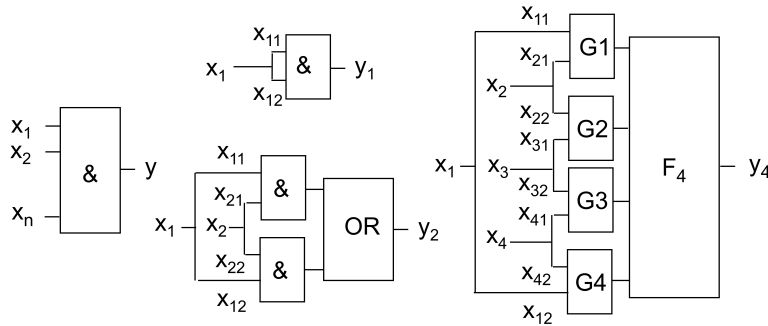 x₁
x₂
xₙ
&
y
x₁
x₁₁
x₁₂
&
y₁
x₁
x₁₁
x₂₁
x₂
x₂₂
x₁₂
&
&
OR
y₂
x₁
x₁₁
x₂₁
x₂
x₂₂
x₃₁
x₃
x₃₂
x₄₁
x₄
x₄₂
x₁₂
G1
G2
G3
G4
F₄
y₄